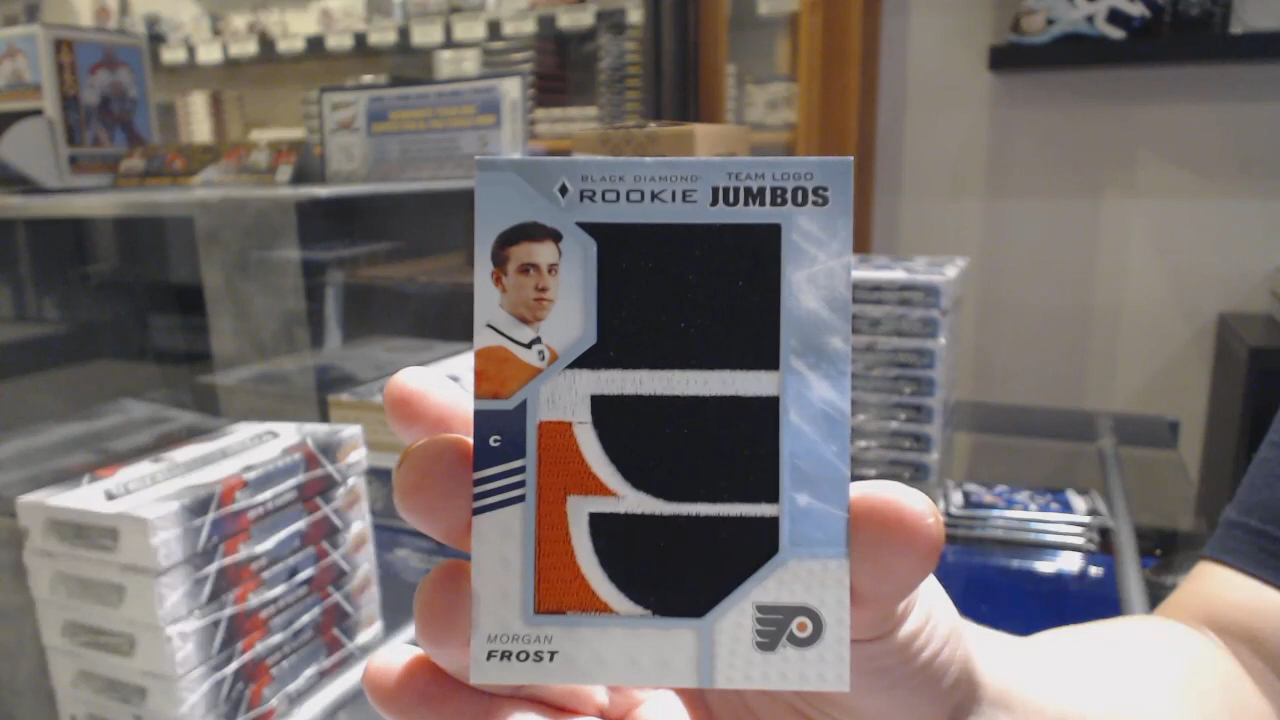 BLACK DIAMOND
ROOKIE
TEAM LOGO
JUMBOS
C
MORGAN
FROST